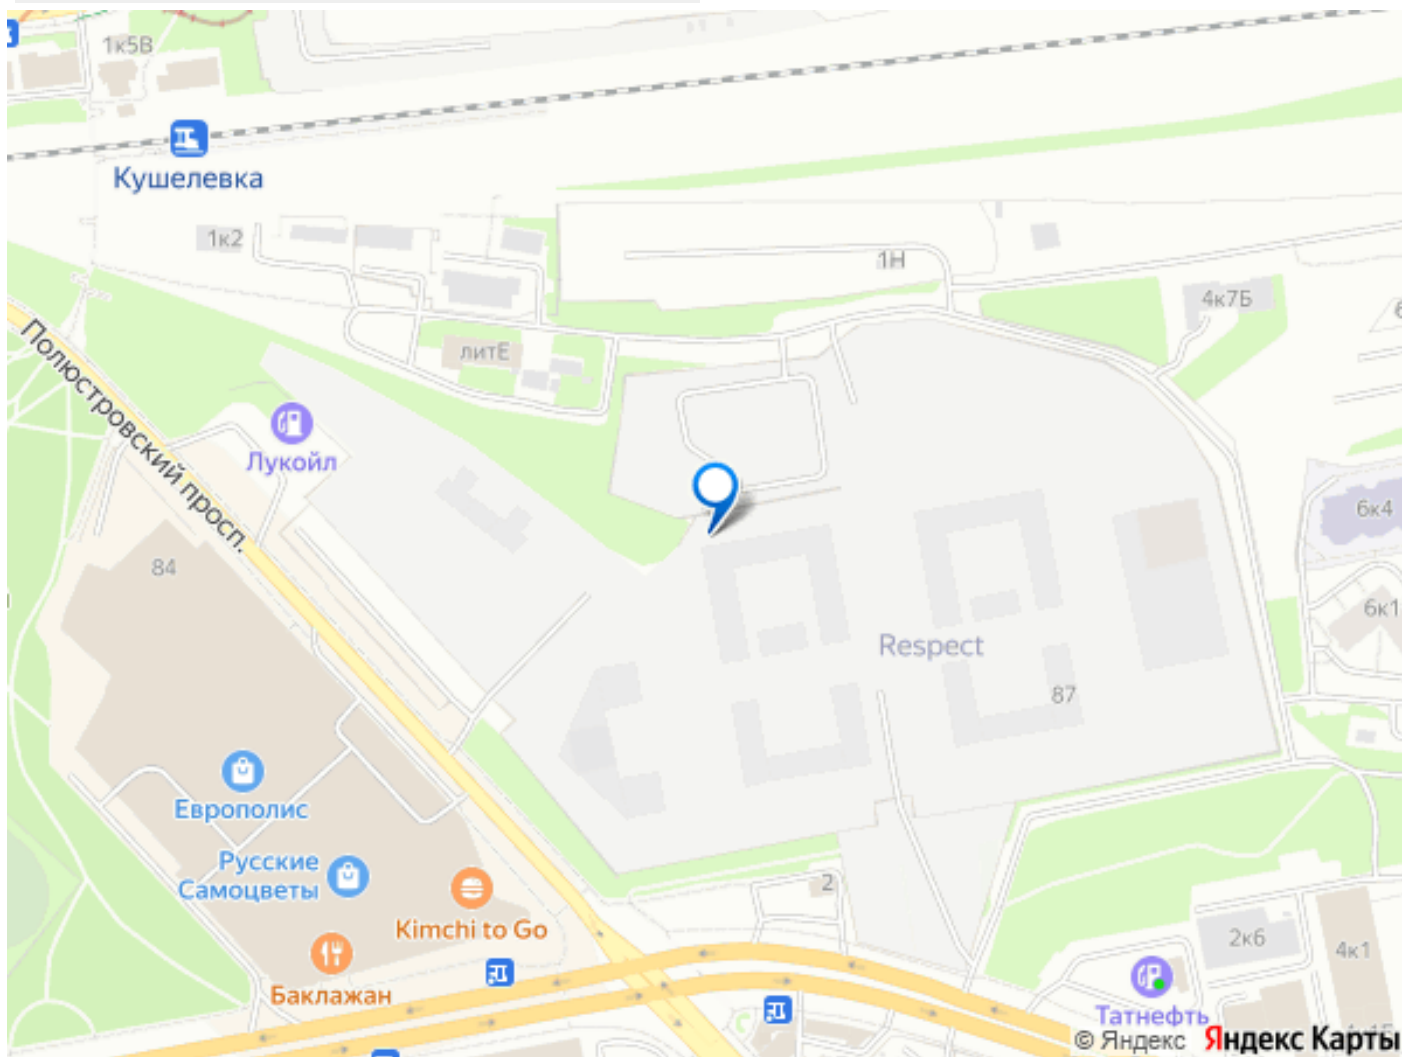 1к5В
Кушелевка
1к2
1Н
4к7Б
литЕ
Полюстровский просп.
Лукойл
6к4
84
6к1
Respect
87
Европолис
Русские
Самоцветы
2
Kimchi to Go
2к6
4к1
Баклажан
Татнефть
© Яндекс Яндекс Карты